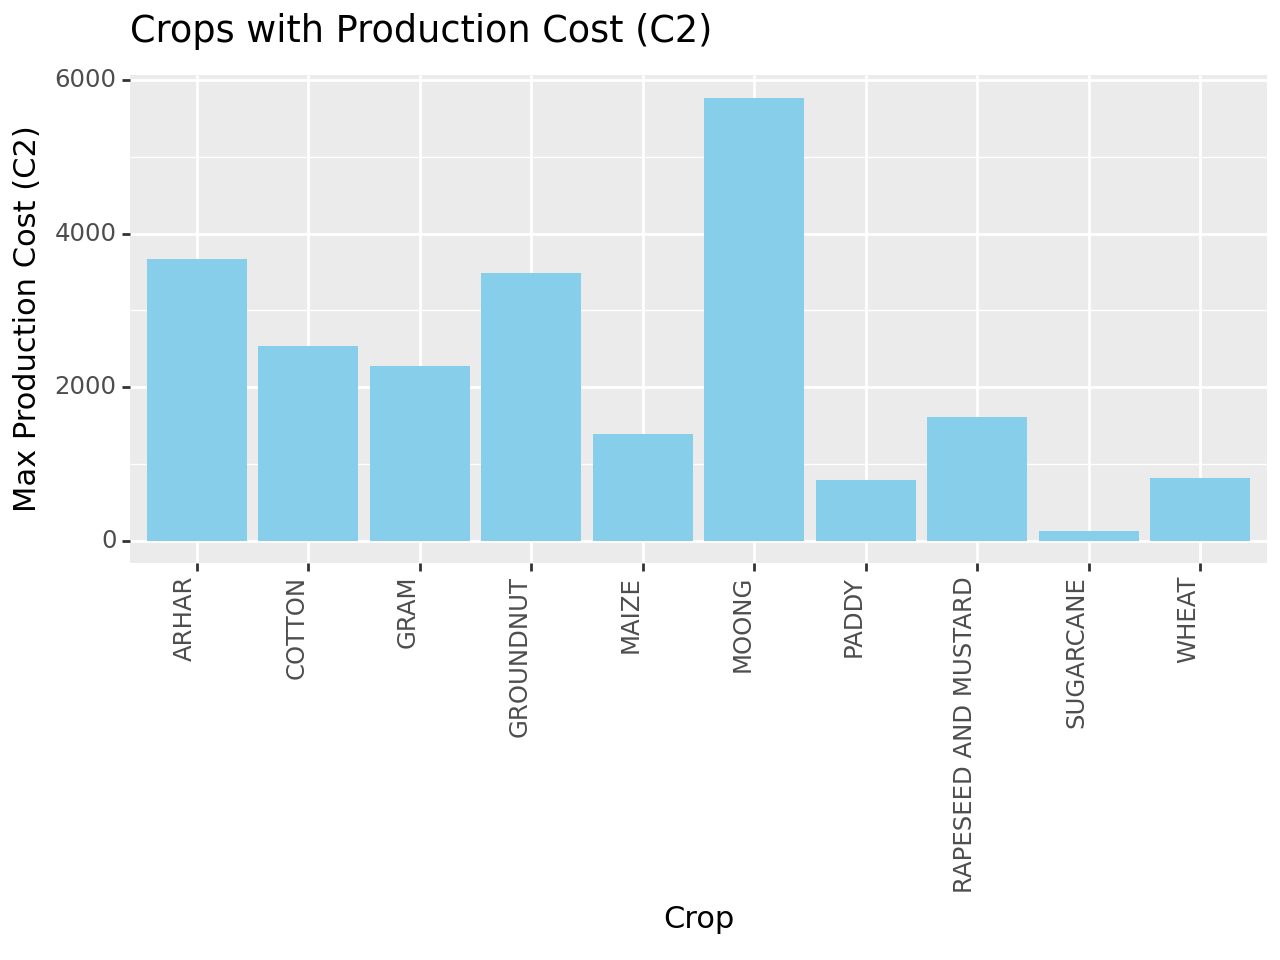 Crops with Production Cost (C2)
Max Production Cost (C2)
6000
4000
2000
0
ARHAR
COTTON
GRAM
GROUNDNUT
MAIZE
MOONG
PADDY
RAPESEED AND MUSTARD
SUGARCANE
WHEAT
Crop